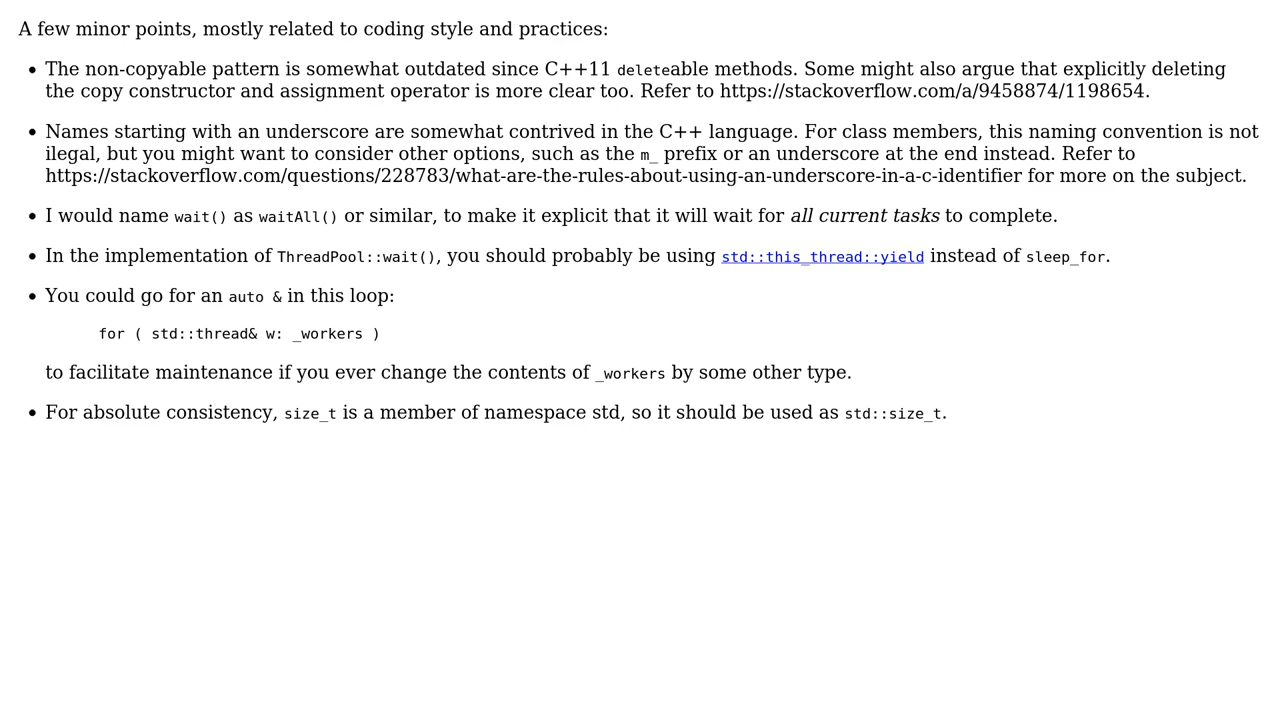 A few minor points, mostly related to coding style and practices:
• The non-copyable pattern is somewhat outdated since C++11 deleteable methods. Some might also argue that explicitly deleting
the copy constructor and assignment operator is more clear too. Refer to https://stackoverflow.com/a/9458874/1198654.
• Names starting with an underscore are somewhat contrived in the C++ language. For class members, this naming convention is not
ilegal, but you might want to consider other options, such as the m_ prefix or an underscore at the end instead. Refer to
https://stackoverflow.com/questions/228783/what-are-the-rules-about-using-an-underscore-in-a-c-identifier for more on the subject.
• I would name wait() as waitAll() or similar, to make it explicit that it will wait for all current tasks to complete.
• In the implementation of ThreadPool::wait(), you should probably be using std::this_thread::yield instead of sleep_for.
• You could go for an auto & in this loop:
for ( std::thread& w: _workers )
to facilitate maintenance if you ever change the contents of _workers by some other type.
• For absolute consistency, size_t is a member of namespace std, so it should be used as std::size_t.